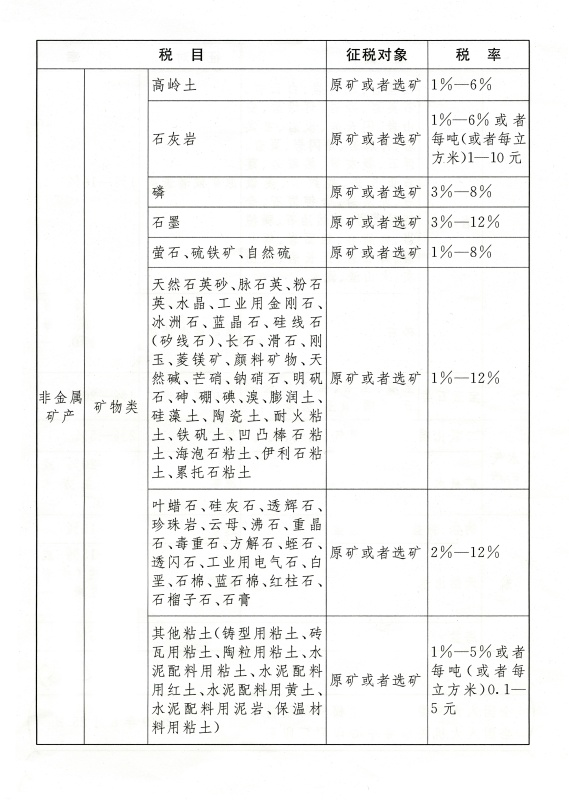 税 目 征税对象 税 率
非金属
矿产
矿物类
高岭土 原矿或者选矿 1%—6%
石灰岩 原矿或者选矿 1%—6%或者
每吨(或者每立
方米)1—10元
磷 原矿或者选矿 3%—8%
石墨 原矿或者选矿 3%—12%
萤石、硫铁矿、自然硫 原矿或者选矿 1%—8%
天然石英砂、脉石英、粉石
英、水晶、工业用金刚石、
冰洲石、蓝晶石、硅线石
(矽线石)、长石、滑石、刚
玉、菱镁矿、颜料矿物、天
然碱、芒硝、钠硝石、明矾
石、砷、硼、碘、溴、膨润土、
硅藻土、陶瓷土、耐火粘
土、铁矾土、凹凸棒石粘
土、海泡石粘土、伊利石粘
土、累托石粘土
原矿或者选矿 1%—12%
叶蜡石、硅灰石、透辉石、
珍珠岩、云母、沸石、重晶
石、毒重石、方解石、蛭石、
透闪石、工业用电气石、白
垩、石棉、蓝石棉、红柱石、
石榴子石、石膏
原矿或者选矿 2%—12%
其他粘土(铸型用粘土、砖
瓦用粘土、陶粒用粘土、水
泥配料用粘土、水泥配料
用红土、水泥配料用黄土、
水泥配料用泥岩、保温材
料用粘土)
原矿或者选矿
1%—5%或者
每吨(或者每
立方米)0.1—
5元